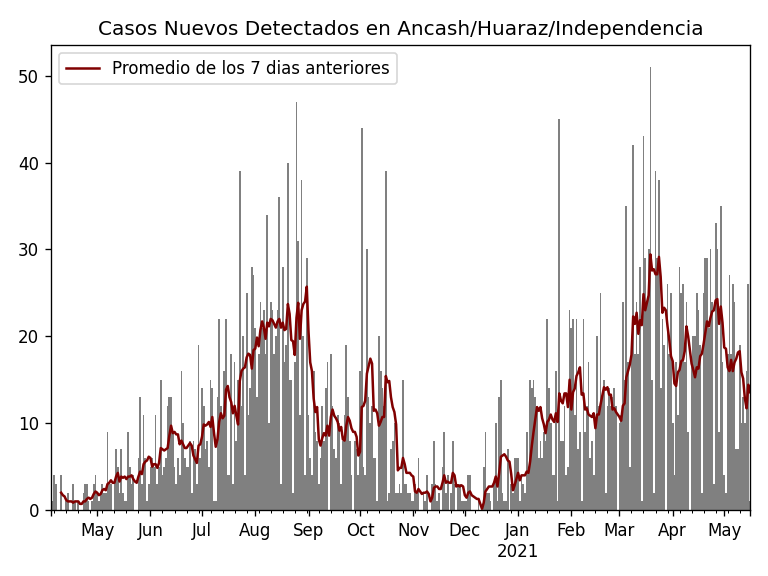 Casos Nuevos Detectados en Ancash/Huaraz/Independencia
Promedio de los 7 dias anteriores
50
40
30
20
10
0
May Jun Jul Aug Sep Oct Nov Dec Jan Feb Mar Apr May
2021